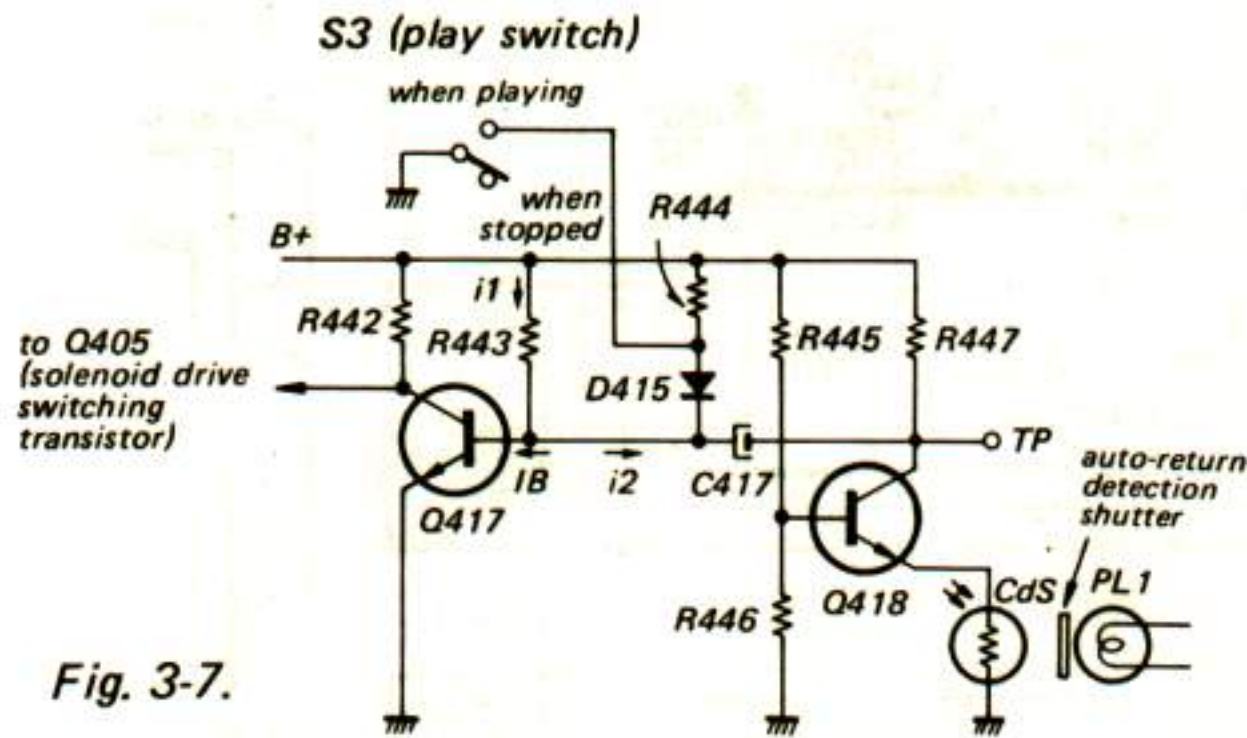 S3 (play switch)
when playing
when
stopped
R444
B+
i1
R442
R443
R445
R447
to Q405
(solenoid drive
switching
transistor)
D415
TP
IB
i2
C417
auto-return
detection
shutter
Q417
Q418
CdS
PL1
R446
Fig. 3-7.